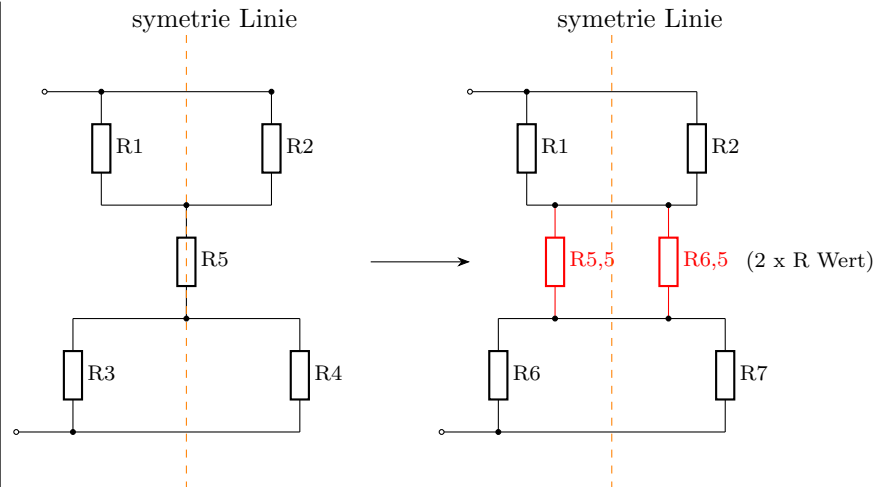 symetrie Linie
symetrie Linie
R1
R2
R1
R2
R5
R5,5
R6,5
(2 x R Wert)
R3
R4
R6
R7